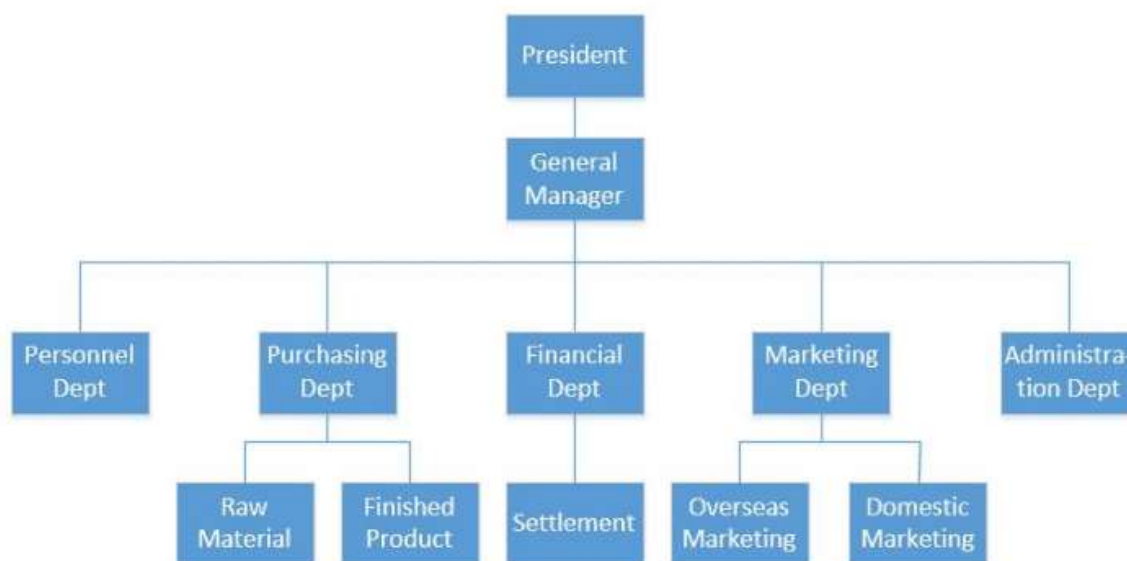 President
General
Manager
Personnel
Dept
Purchasing
Dept
Financial
Dept
Marketing
Dept
Administra-
tion Dept
Raw
Material
Finished
Product
Settlement
Overseas
Marketing
Domestic
Marketing